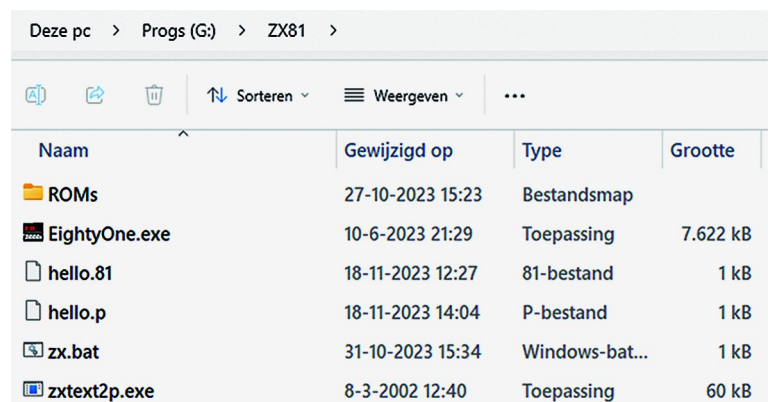 Deze pc > Progs (G:) > ZX81 >
Sorteren Weergeven ...
Naam Gewijzigd op Type Grootte
ROMs 27-10-2023 15:23 Bestandsmap
EightyOne.exe 10-6-2023 21:29 Toepassing 7.622 kB
hello.81 18-11-2023 12:27 81-bestand 1 kB
hello.p 18-11-2023 14:04 P-bestand 1 kB
zx.bat 31-10-2023 15:34 Windows-bat... 1 kB
zxtext2p.exe 8-3-2002 12:40 Toepassing 60 kB